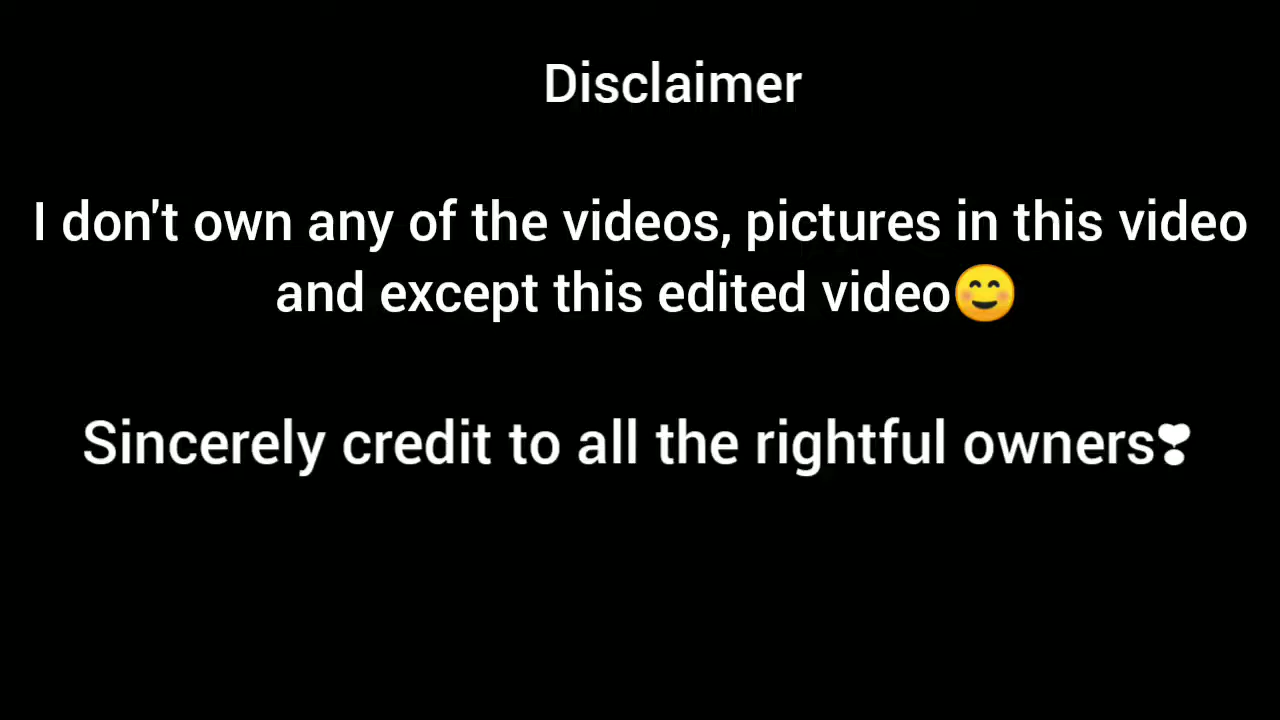 Disclaimer
I don't own any of the videos, pictures in this video
and except this edited video😊
Sincerely credit to all the rightful owners❣